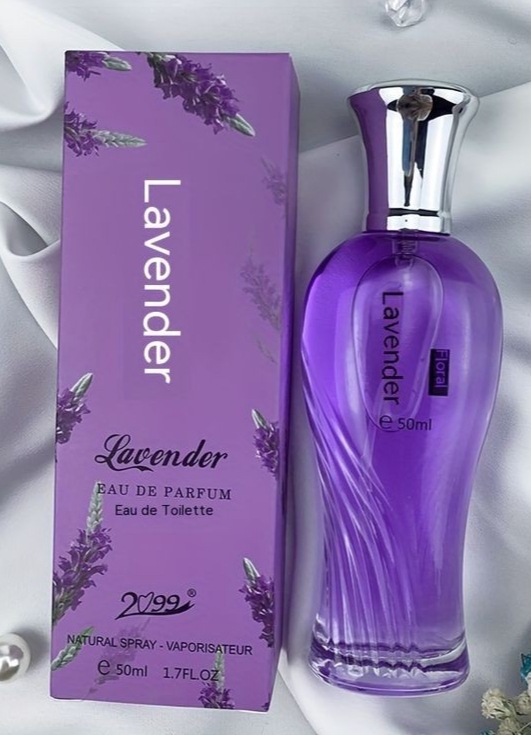 Lavender
Lavender
EAU DE PARFUM
Eau de Toilette
2099®
NATURAL SPRAY - VAPORISATEUR
e 50ml 1.7FL.OZ
Lavender
Floral
e 50ml